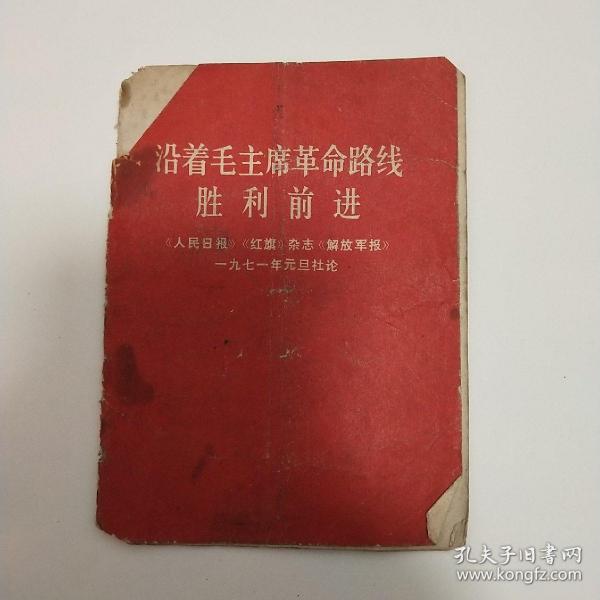 沿着毛主席革命路线
胜利前进
《人民日报》《红旗》杂志《解放军报》
一九七一年元旦社论
孔夫子旧书网
www.kongfz.com